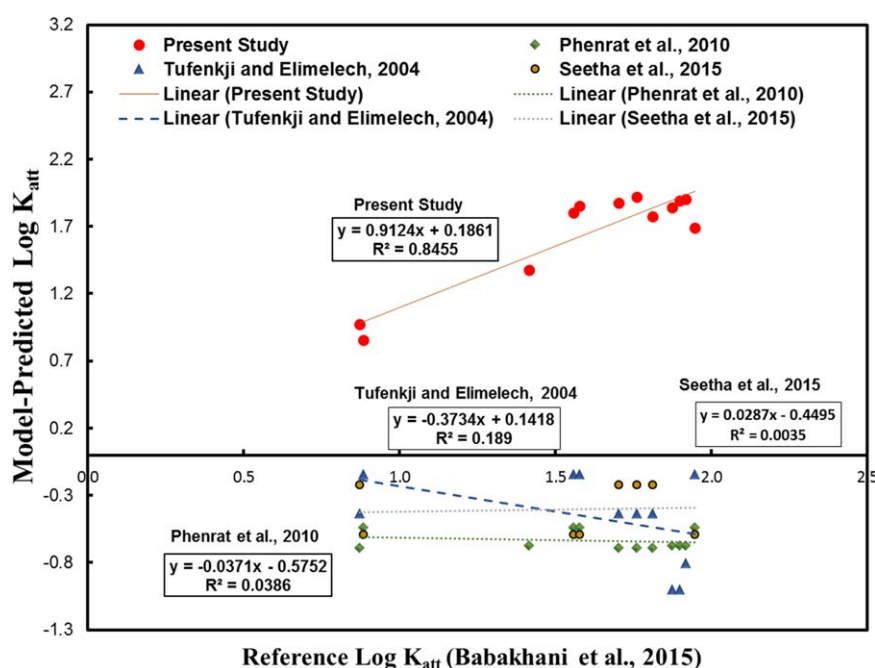 3.2
2.7
2.2
1.7
1.2
0.7
0.2
-0.3
-0.8
-1.3
Model-Predicted Log Katt
Present Study
Phenrat et al., 2010
Tufenkji and Elimelech, 2004
Seetha et al., 2015
Linear (Present Study)
Linear (Phenrat et al., 2010)
Linear (Tufenkji and Elimelech, 2004)
Linear (Seetha et al., 2015)
Present Study
y = 0.9124x + 0.1861
R² = 0.8455
Tufenkji and Elimelech, 2004
y = -0.3734x + 0.1418
R² = 0.189
Seetha et al., 2015
y = 0.0287x - 0.4495
R² = 0.0035
0.0
0.5
1.0
1.5
2.0
2.5
Phenrat et al., 2010
y = -0.0371x - 0.5752
R² = 0.0386
Reference Log Katt (Babakhani et al., 2015)